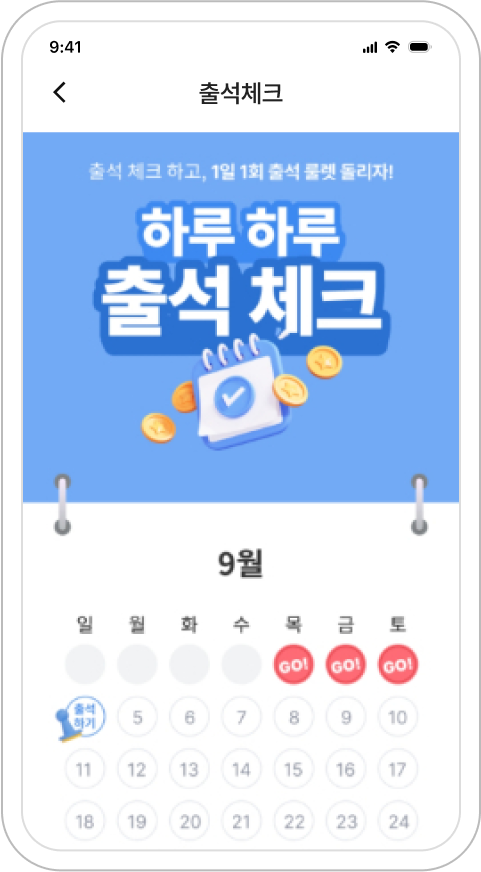 9:41
출석체크
출석 체크 하고, 1일 1회 출석 룰렛 돌리자!
하루 하루
출석 체크
9월
일 월 화 수 목 금 토
GO! GO! GO!
출석
하기
5 6 7 8 9 10
11 12 13 14 15 16 17
18 19 20 21 22 23 24